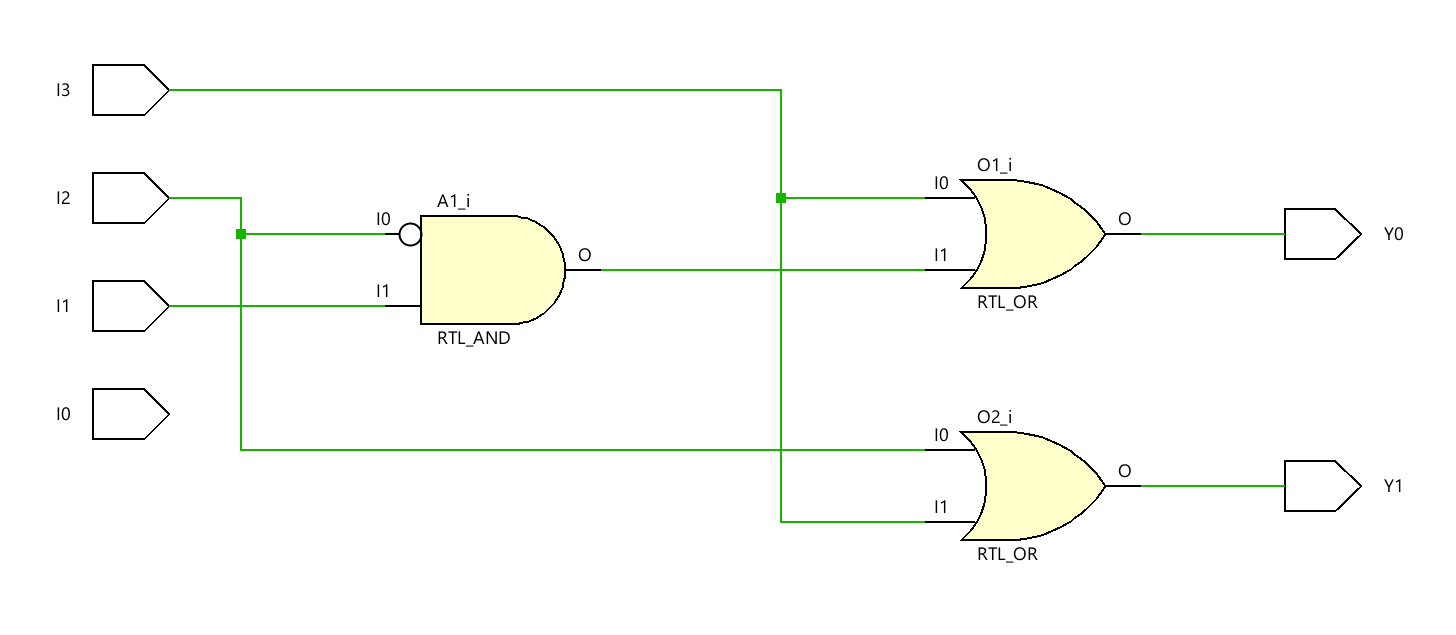 I3
I2
I1
I0
A1_i
I0
I1
O
RTL_AND
O1_i
I0
I1
O
RTL_OR
O2_i
I0
I1
O
RTL_OR
Y0
Y1